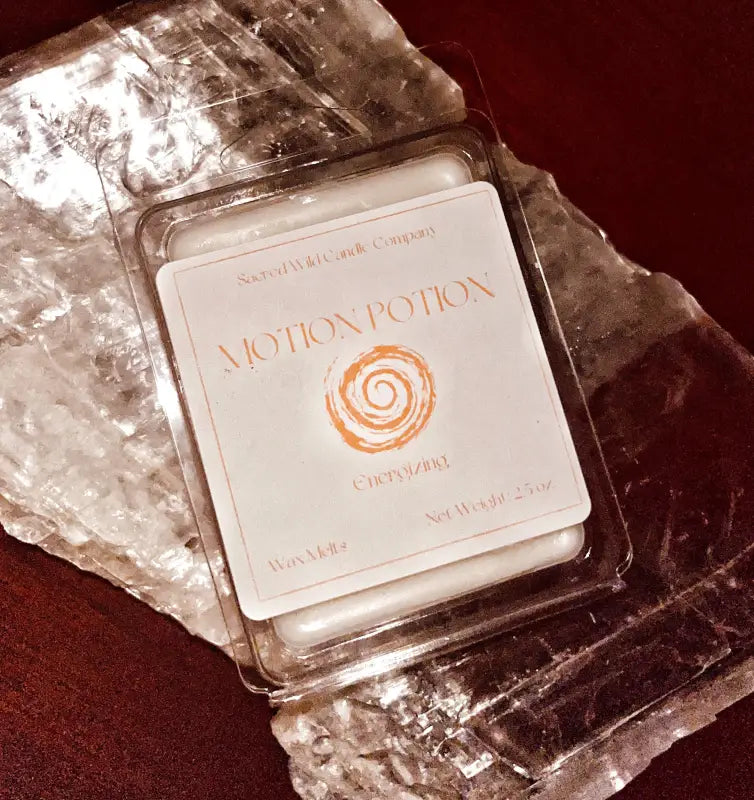 Sacred Wild Candle Company
MOTION POTION
Energizing
Net Weight: 2.5 oz
Wax Melts